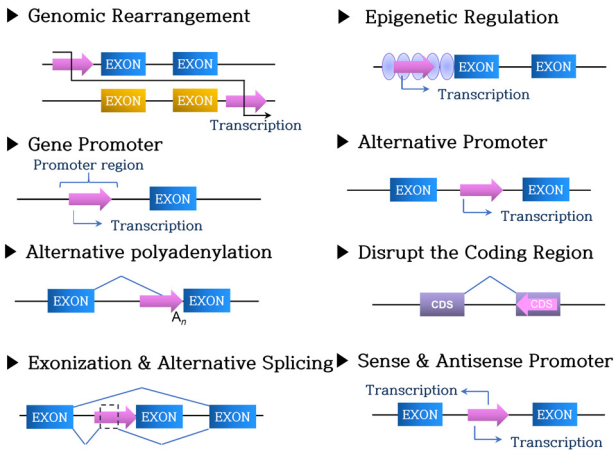 ▶ Genomic Rearrangement
EXON EXON
EXON EXON
Transcription
▶ Gene Promoter
Promoter region
EXON
Transcription
▶ Alternative polyadenylation
EXON EXON
An
▶ Exonization & Alternative Splicing
EXON EXON EXON
▶ Epigenetic Regulation
EXON EXON
Transcription
▶ Alternative Promoter
EXON EXON
Transcription
▶ Disrupt the Coding Region
CDS CDS
▶ Sense & Antisense Promoter
Transcription
EXON EXON
Transcription